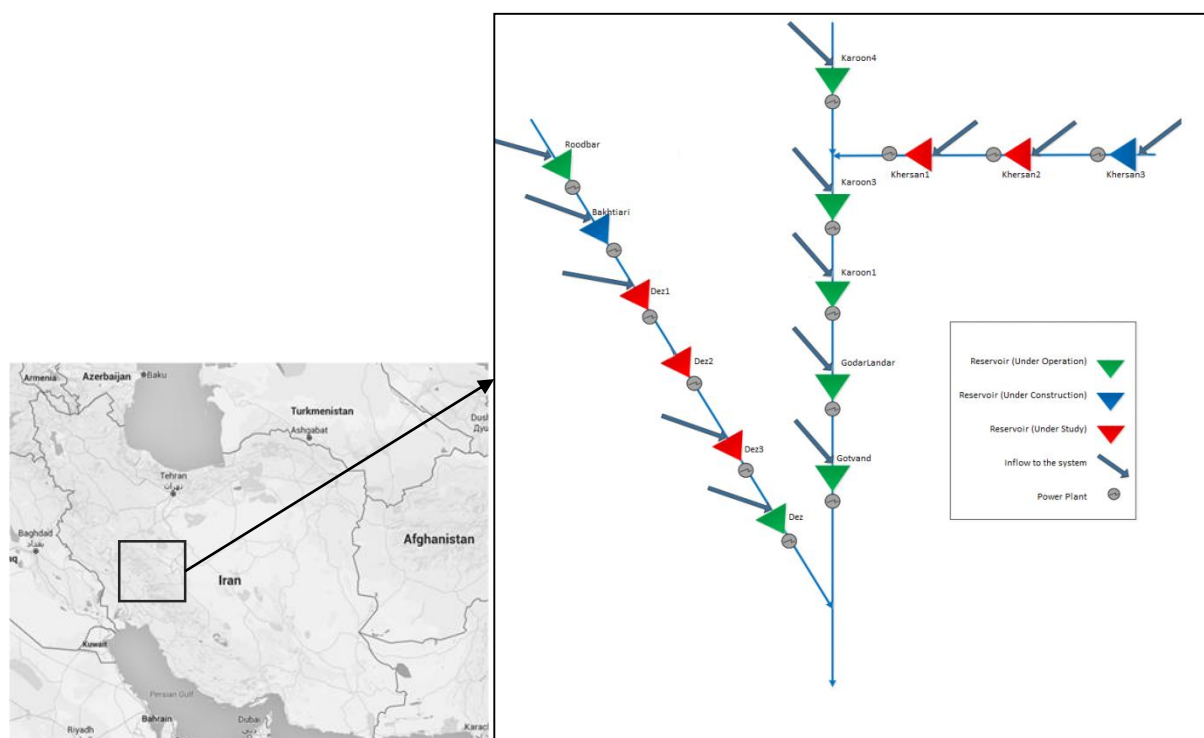 Karoon4
Roodbar
Khersan1
Khersan2
Khersan3
Karoon3
Bakhtiari
Karoon1
Dez1
Dez2
GodarLandar
Dez3
Gotvand
Dez
Reservoir (Under Operation)
Reservoir (Under Construction)
Reservoir (Under Study)
Inflow to the system
Power Plant
Armenia
Azerbaijan
Baku
Turkmenistan
Ashgabat
Tehran
تهران
Baghdad
بغداد
Iran
Afghanistan
Kuwait
Persian Gulf
Bahrain
Dubai
Riyadh